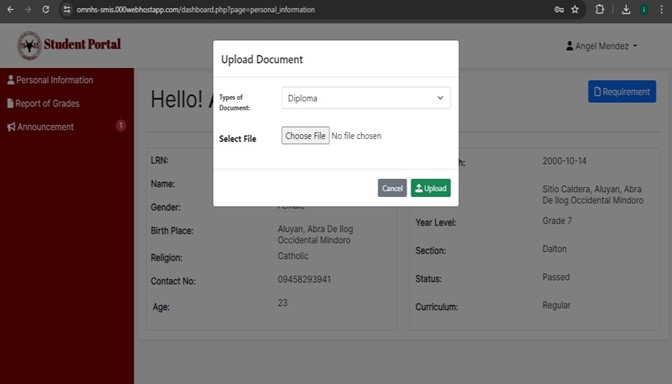 omnhs-smis.000webhostapp.com/dashboard.php?page=personal_information
Student Portal
Angel Mendez
Upload Document
Types of Document:
Diploma
Select File
Choose File No file chosen
Cancel
Upload
Personal Information
Report of Grades
Announcement
1
Hello!
Requirement
LRN:
Name:
Gender:
Female
Birth Place:
Aluyan, Abra De Ilog
Occidental Mindoro
Religion:
Catholic
Contact No:
09458293941
Age:
23
2000-10-14
Sitio Caldera, Aluyan, Abra
De Ilog Occidental Mindoro
Year Level:
Grade 7
Section:
Dalton
Status:
Passed
Curriculum:
Regular